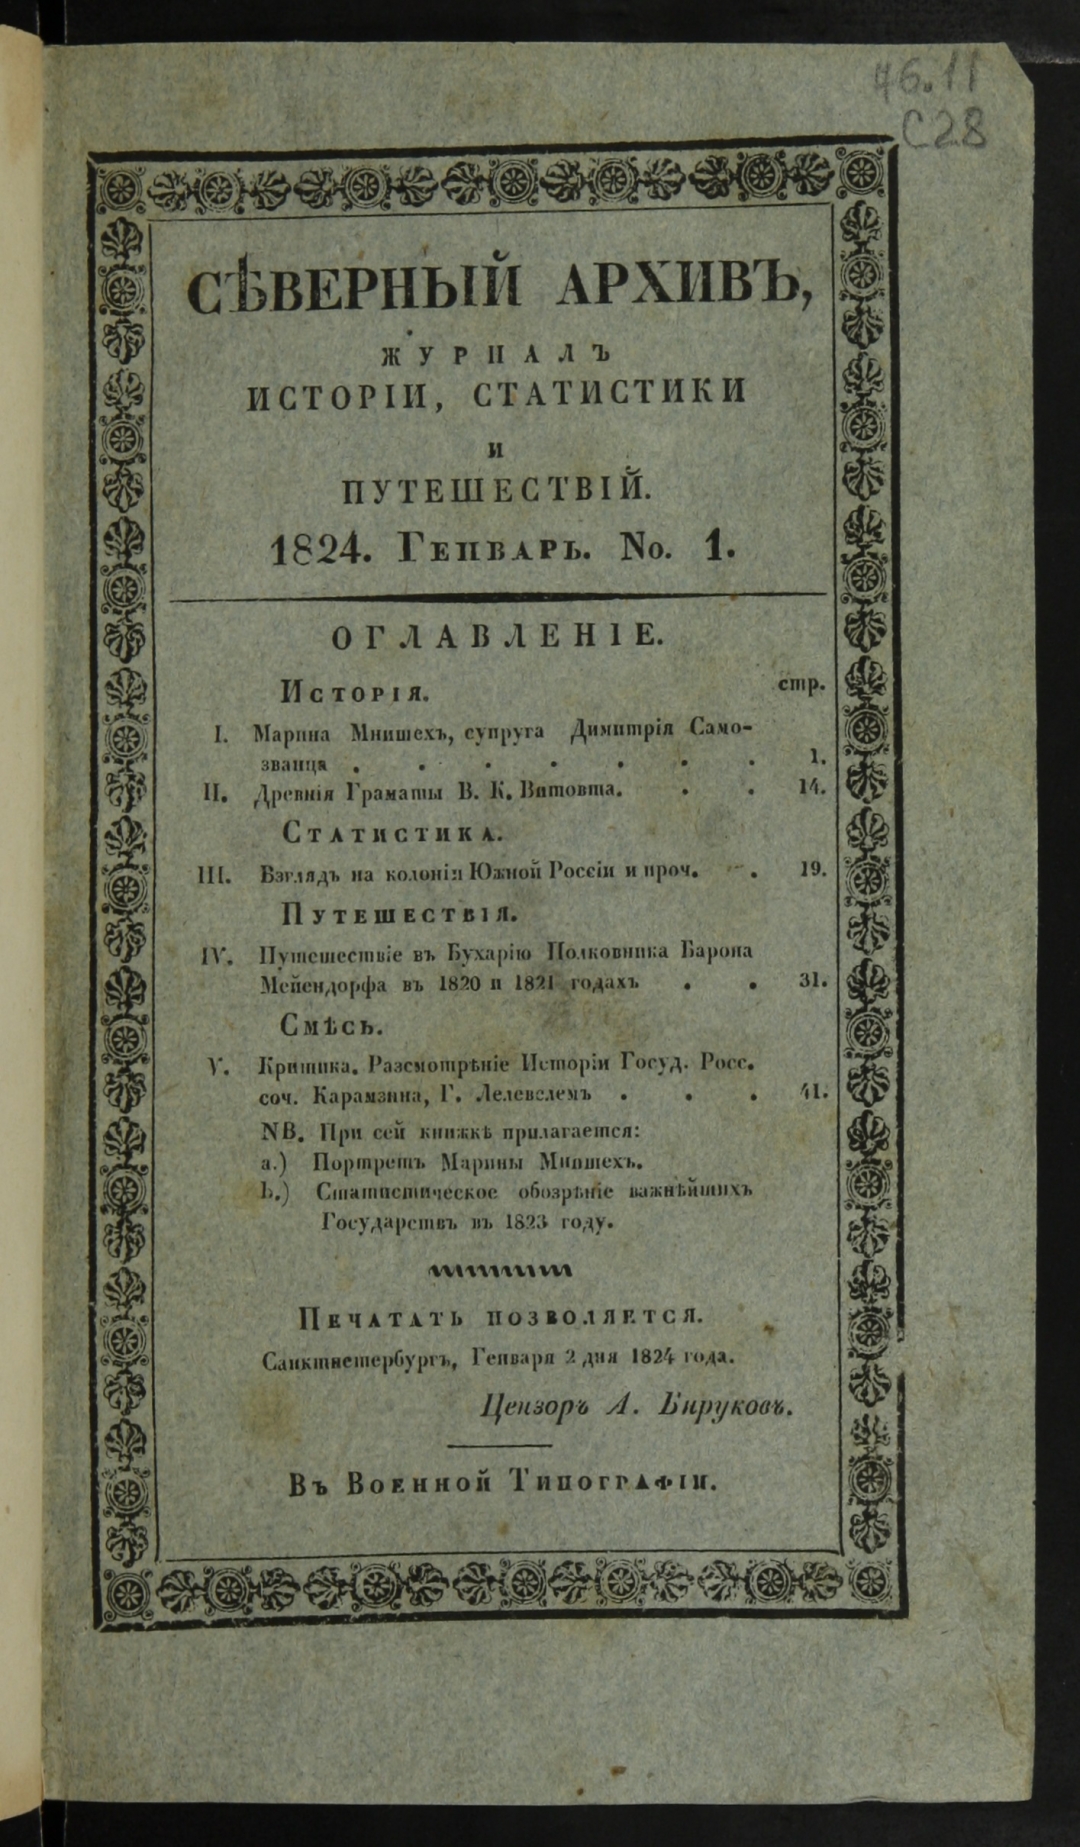 46.11
С28
СѢВЕРНЫЙ АРХИВЪ,
ЖУРНАЛЪ
ИСТОРІИ, СТАТИСТИКИ
И
ПУТЕШЕСТВІЙ.
1824. Генварь. No. 1.
ОГЛАВЛЕНІЕ.
Исторія. стр.
I. Марина Мнишехъ, супруга Димитрія Само-
званца . . . . . . . 1.
II. Древнія Граматы В. К. Витовта. . . 14.
Статистика.
III. Взглядъ на колоніи Южной Россіи и проч. . 19.
Путешествія.
IV. Путешествіе въ Бухарію Полковника Барона
Мейендорфа въ 1820 и 1821 годахъ . . 31.
Смѣсь.
V. Критика. Разсмотрѣніе Исторіи Госуд. Росс.
соч. Карамзина, Г. Лелевелемъ . . . 41.
NB. При сей книжкѣ прилагается:
a.) Портретъ Марины Мнишехъ.
b.) Статистическое обозрѣніе важнѣйшихъ
Государствъ въ 1823 году.
Печатать позволяется.
Санктпетербургъ, Генваря 2 дня 1824 года.
Цензоръ А. Бируковъ.
Въ Военной Типографіи.